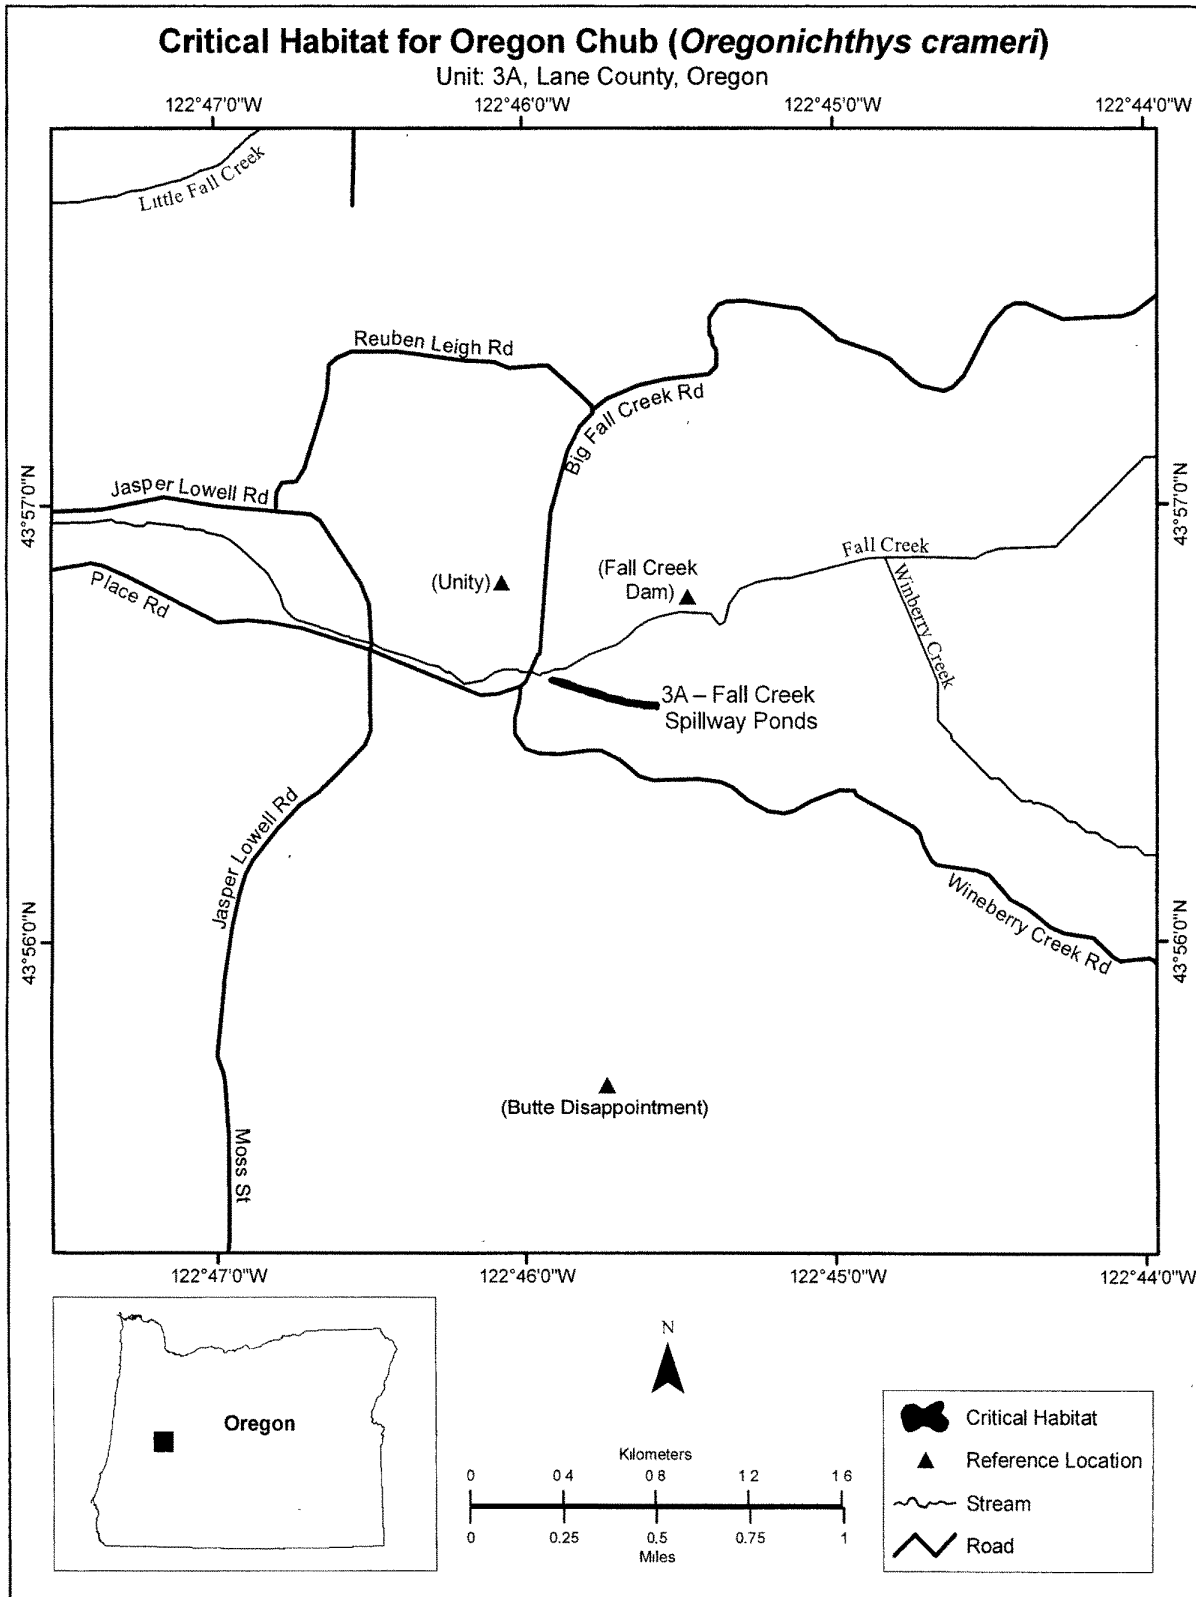 Critical Habitat for Oregon Chub (Oregonichthys crameri)
Unit: 3A, Lane County, Oregon
122°47'0"W
122°46'0"W
122°45'0"W
122°44'0"W
Little Fall Creek
Reuben Leigh Rd
Big Fall Creek Rd
Jasper Lowell Rd
43°57'0"N
43°57'0"N
Place Rd
(Unity)
(Fall Creek
Dam)
Fall Creek
Winberry Creek
3A – Fall Creek
Spillway Ponds
Jasper Lowell Rd
Wineberry Creek Rd
43°56'0"N
43°56'0"N
(Butte Disappointment)
Moss St
122°47'0"W
122°46'0"W
122°45'0"W
122°44'0"W
Oregon
N
Kilometers
0 0 4 0 8 1 2 1 6
0 0.25 0.5 0.75 1
Miles
Critical Habitat
Reference Location
Stream
Road